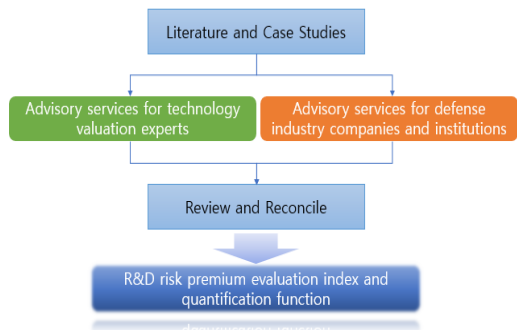 Literature and Case Studies
Advisory services for technology
valuation experts
Advisory services for defense
industry companies and institutions
Review and Reconcile
R&D risk premium evaluation index and
quantification function